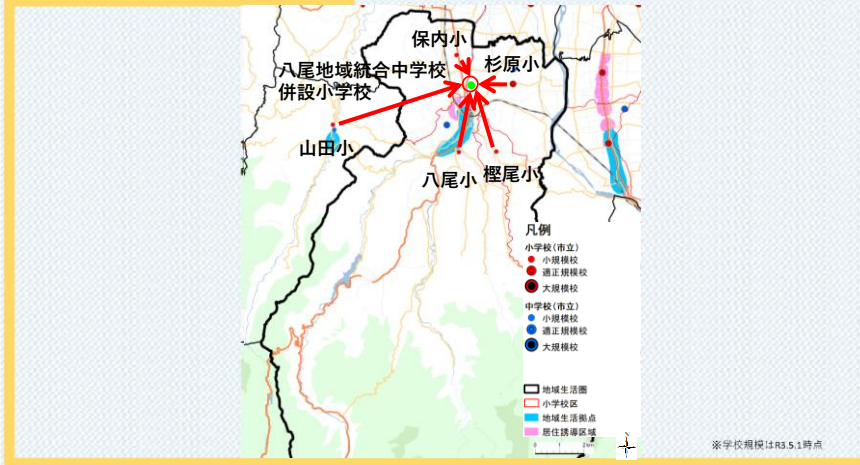 保内小
八尾地域統合中学校
併設小学校
杉原小
山田小
八尾小
樫尾小
凡例
小学校(市立)
小規模校
適正規模校
大規模校
中学校(市立)
小規模校
適正規模校
大規模校
地域生活圏
小学校区
地域生活拠点
居住誘導区域
0 1 2km
※学校規模はR3.5.1時点